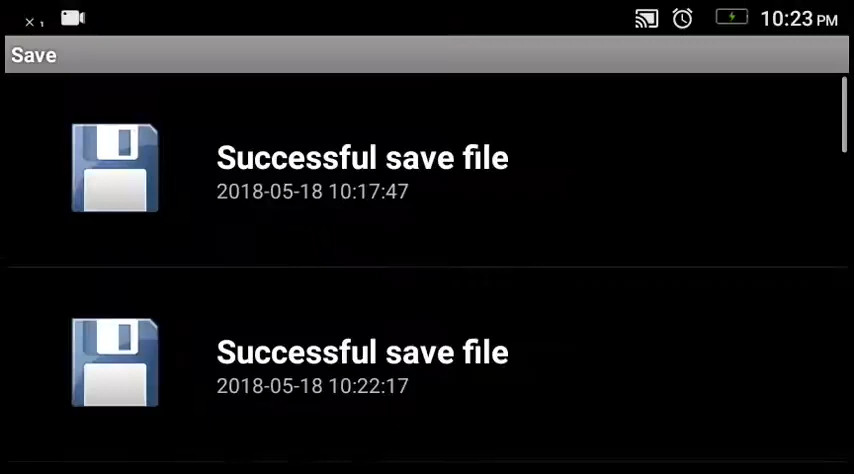 × 1
10:23 PM
Save
Successful save file
2018-05-18 10:17:47
Successful save file
2018-05-18 10:22:17